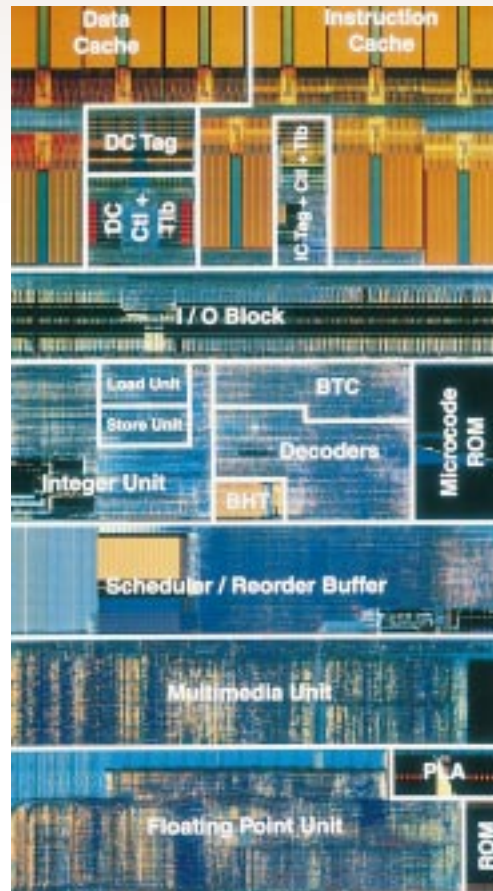 Data
Cache
Instruction
Cache
DC Tag
DC
Ctl +
Tlb
IC Tag + Ctl + Tlb
I / O Block
Load Unit
Store Unit
Integer Unit
BTC
Decoders
BHT
Microcode
ROM
Scheduler / Reorder Buffer
Multimedia Unit
PLA
Floating Point Unit
ROM